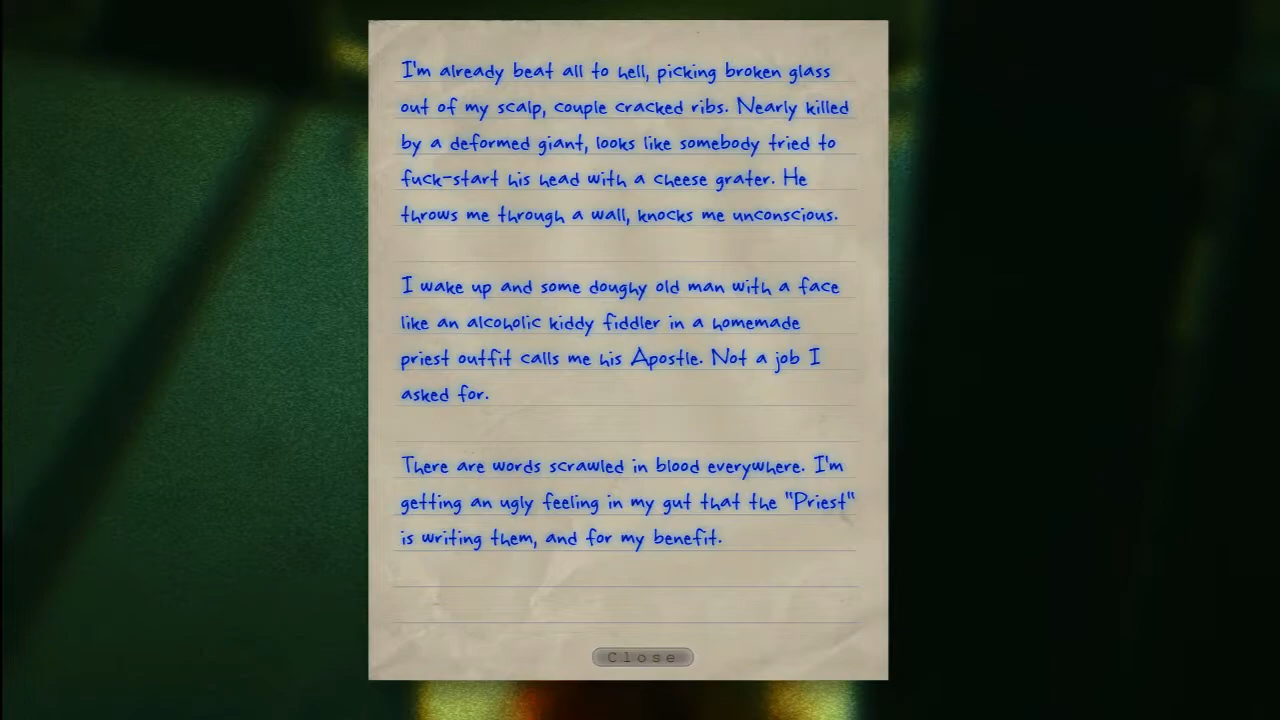 I'm already beat all to hell, picking broken glass
out of my scalp, couple cracked ribs. Nearly killed
by a deformed giant, looks like somebody tried to
fuck-start his head with a cheese grater. He
throws me through a wall, knocks me unconscious.
I wake up and some doughy old man with a face
like an alcoholic kiddy fiddler in a homemade
priest outfit calls me his Apostle. Not a job I
asked for.
There are words scrawled in blood everywhere. I'm
getting an ugly feeling in my gut that the "Priest"
is writing them, and for my benefit.
Close